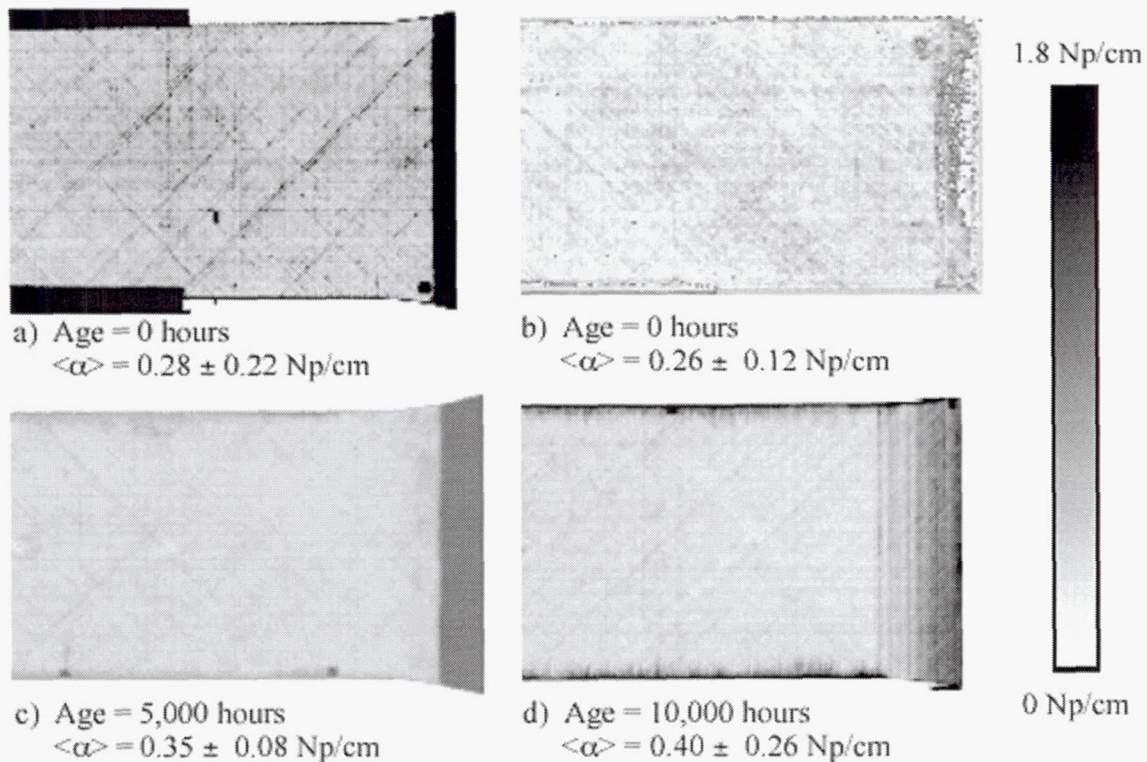 1.8 Np/cm
a) Age = 0 hours
<α> = 0.28 ± 0.22 Np/cm
b) Age = 0 hours
<α> = 0.26 ± 0.12 Np/cm
c) Age = 5,000 hours
<α> = 0.35 ± 0.08 Np/cm
d) Age = 10,000 hours
<α> = 0.40 ± 0.26 Np/cm
0 Np/cm